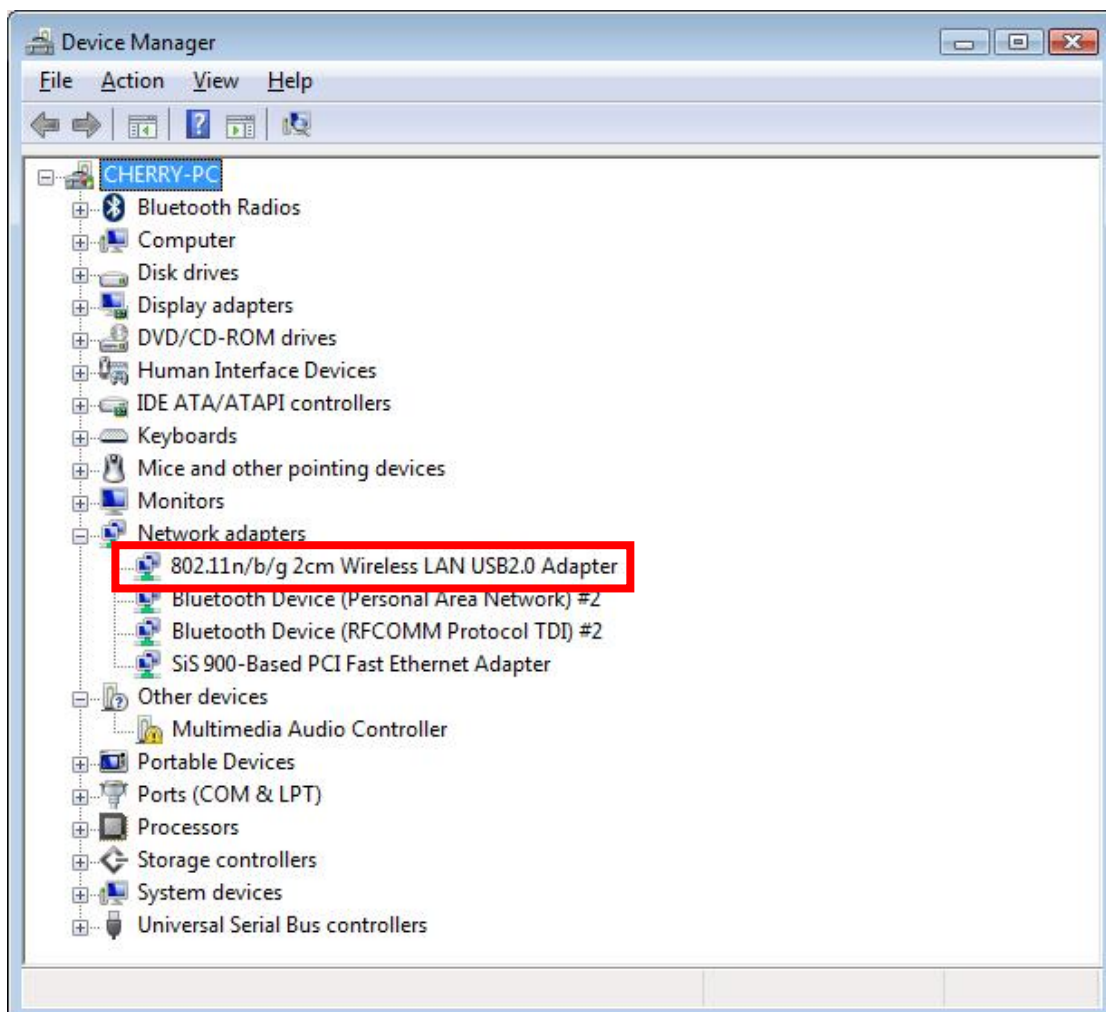 Device Manager
File Action View Help
CHERRY-PC
Bluetooth Radios
Computer
Disk drives
Display adapters
DVD/CD-ROM drives
Human Interface Devices
IDE ATA/ATAPI controllers
Keyboards
Mice and other pointing devices
Monitors
Network adapters
802.11n/b/g 2cm Wireless LAN USB2.0 Adapter
Bluetooth Device (Personal Area Network) #2
Bluetooth Device (RFCOMM Protocol TDI) #2
SiS 900-Based PCI Fast Ethernet Adapter
Other devices
Multimedia Audio Controller
Portable Devices
Ports (COM & LPT)
Processors
Storage controllers
System devices
Universal Serial Bus controllers